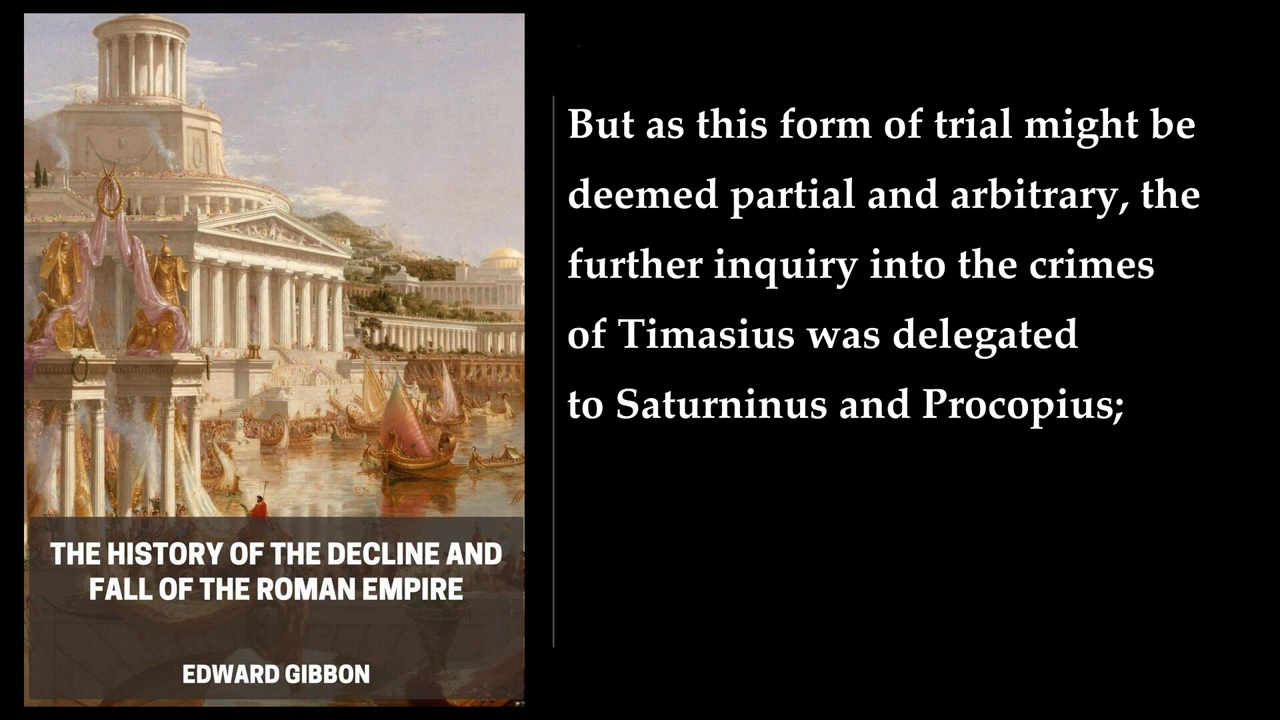 THE HISTORY OF THE DECLINE AND
FALL OF THE ROMAN EMPIRE
EDWARD GIBBON
But as this form of trial might be
deemed partial and arbitrary, the
further inquiry into the crimes
of Timasius was delegated
to Saturninus and Procopius;